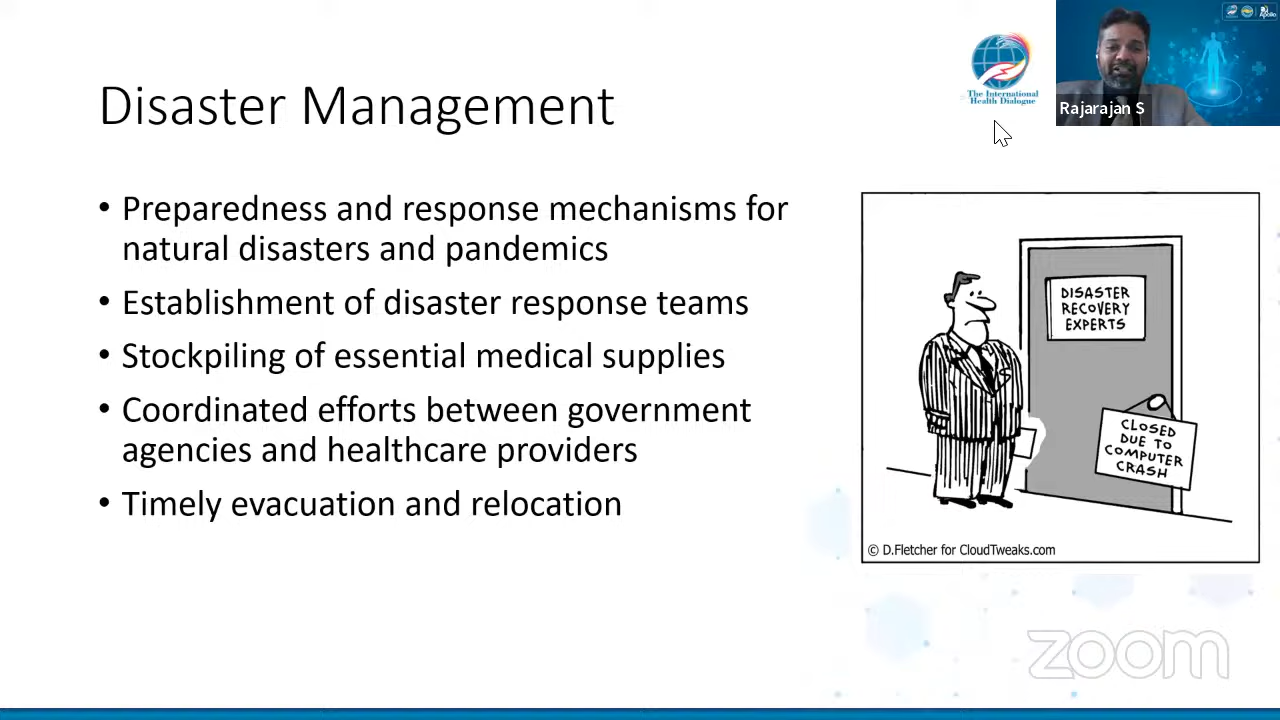 The International
Health Dialogue
Apollo
Rajarajan S
Disaster Management
• Preparedness and response mechanisms for
natural disasters and pandemics
• Establishment of disaster response teams
• Stockpiling of essential medical supplies
• Coordinated efforts between government
agencies and healthcare providers
• Timely evacuation and relocation
DISASTER
RECOVERY
EXPERTS
CLOSED
DUE TO
COMPUTER
CRASH
© D.Fletcher for CloudTweaks.com
zoom